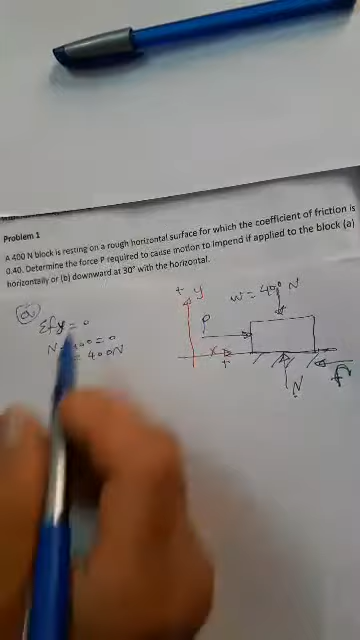 Problem 1
A 400 N block is resting on a rough horizontal surface for which the coefficient of friction is
0.40. Determine the force P required to cause motion to impend if applied to the block (a)
horizontally or (b) downward at 30° with the horizontal.
+ y
W = 400 N
(a)
P
Σfy = 0
= 0
= 400N
x +
N